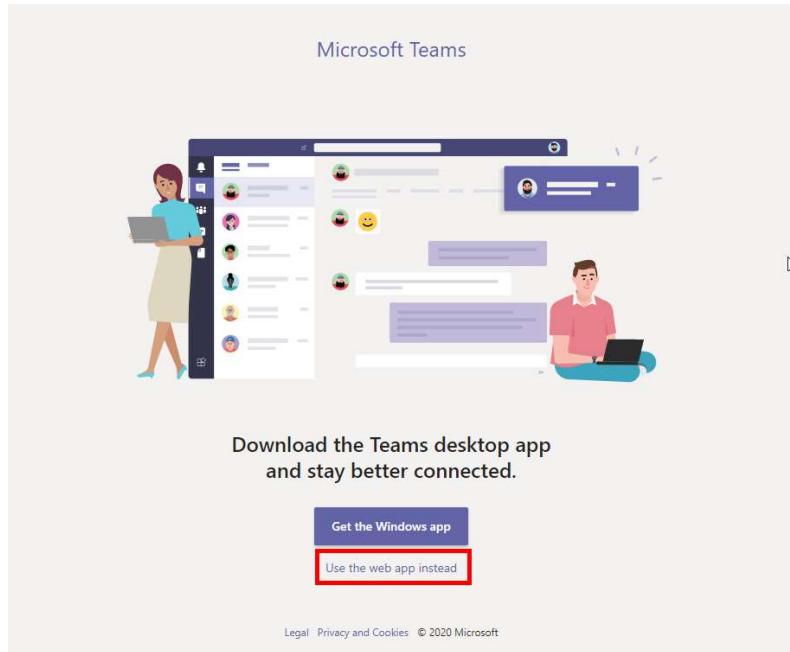 Microsoft Teams
Download the Teams desktop app
and stay better connected.
Get the Windows app
Use the web app instead
Legal Privacy and Cookies © 2020 Microsoft